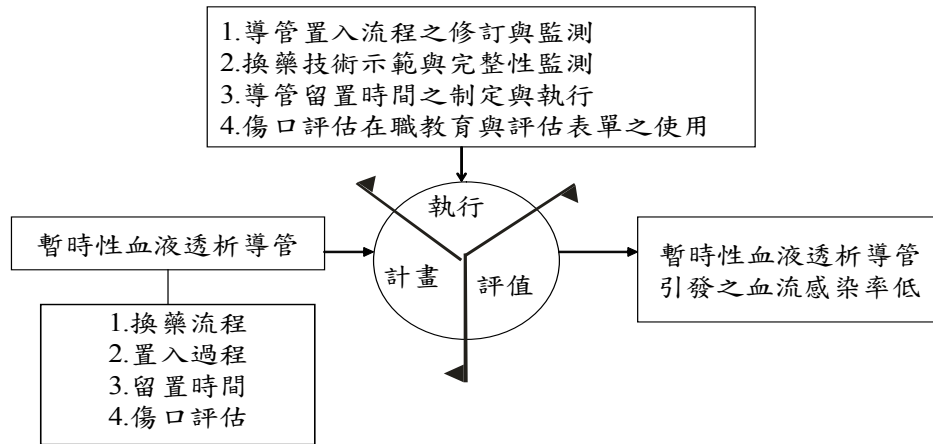 1.導管置入流程之修訂與監測
2.換藥技術示範與完整性監測
3.導管留置時間之制定與執行
4.傷口評估在職教育與評估表單之使用
執行
計畫
評值
暫時性血液透析導管
1.換藥流程
2.置入過程
3.留置時間
4.傷口評估
暫時性血液透析導管
引發之血流感染率低